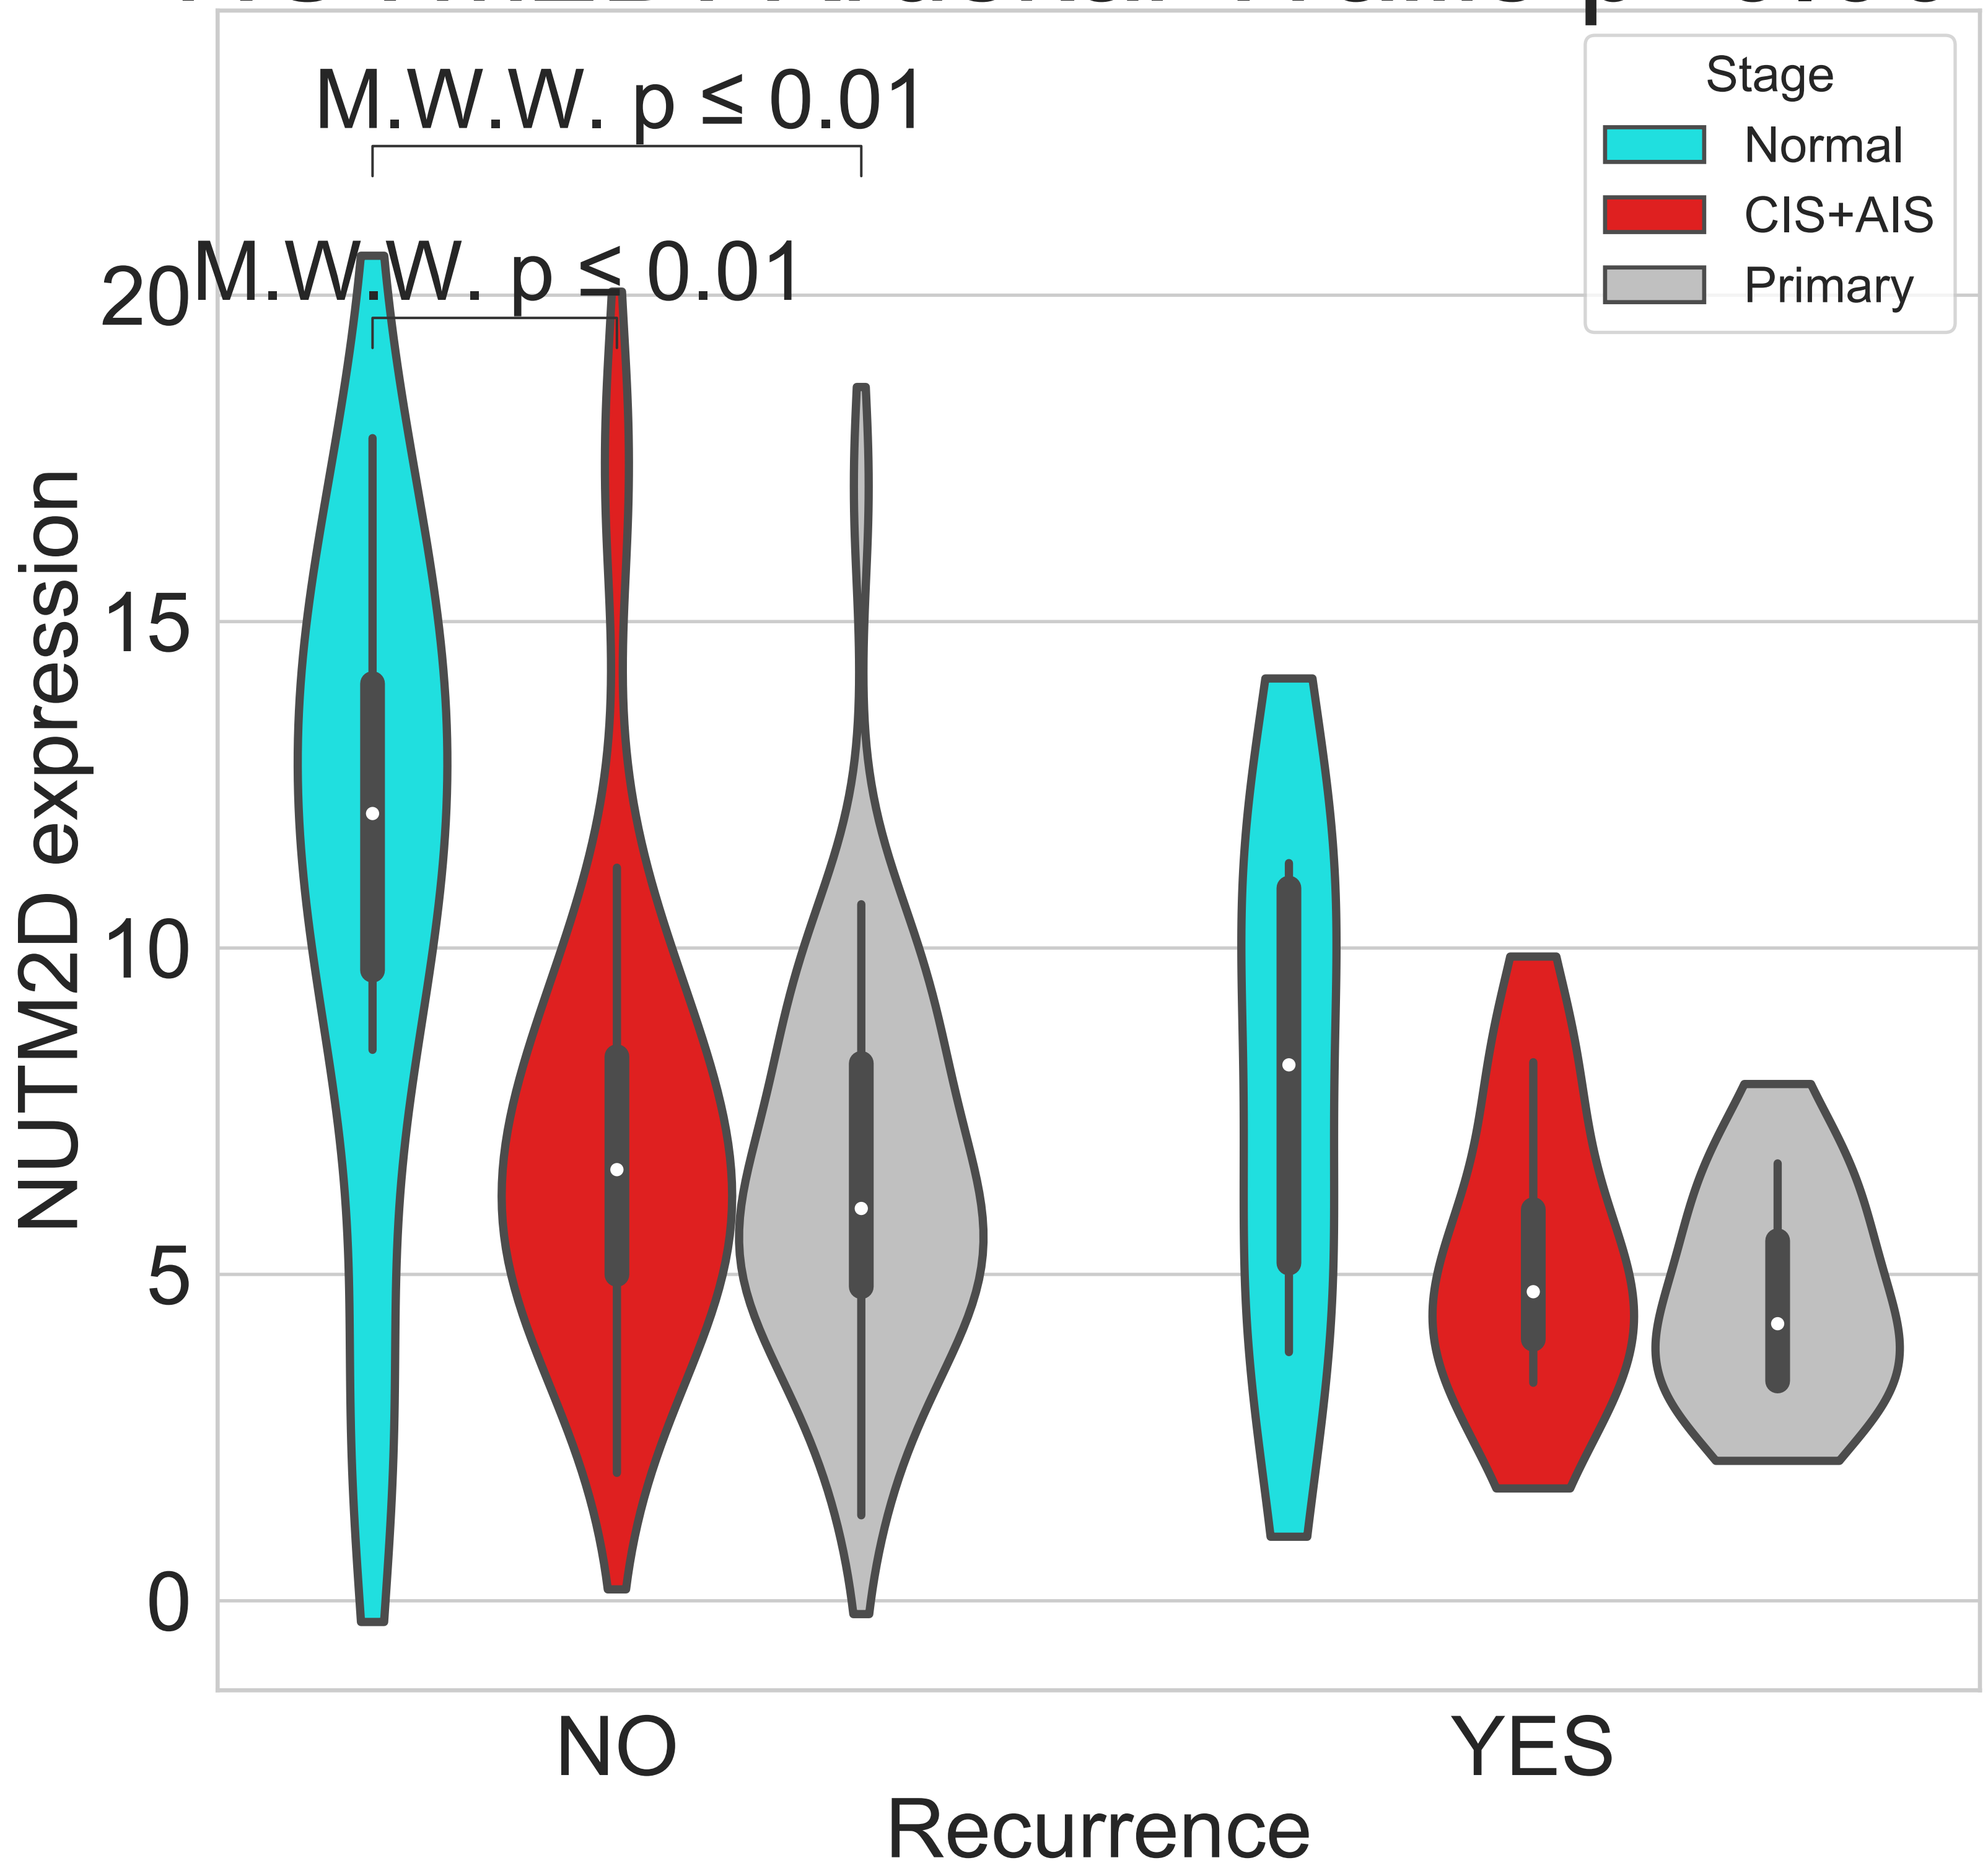 M.W.W. p ≤ 0.01
M.W.W. p ≤ 0.01
Stage
Normal
CIS+AIS
Primary
20
15
10
5
0
NUTM2D expression
NO
YES
Recurrence